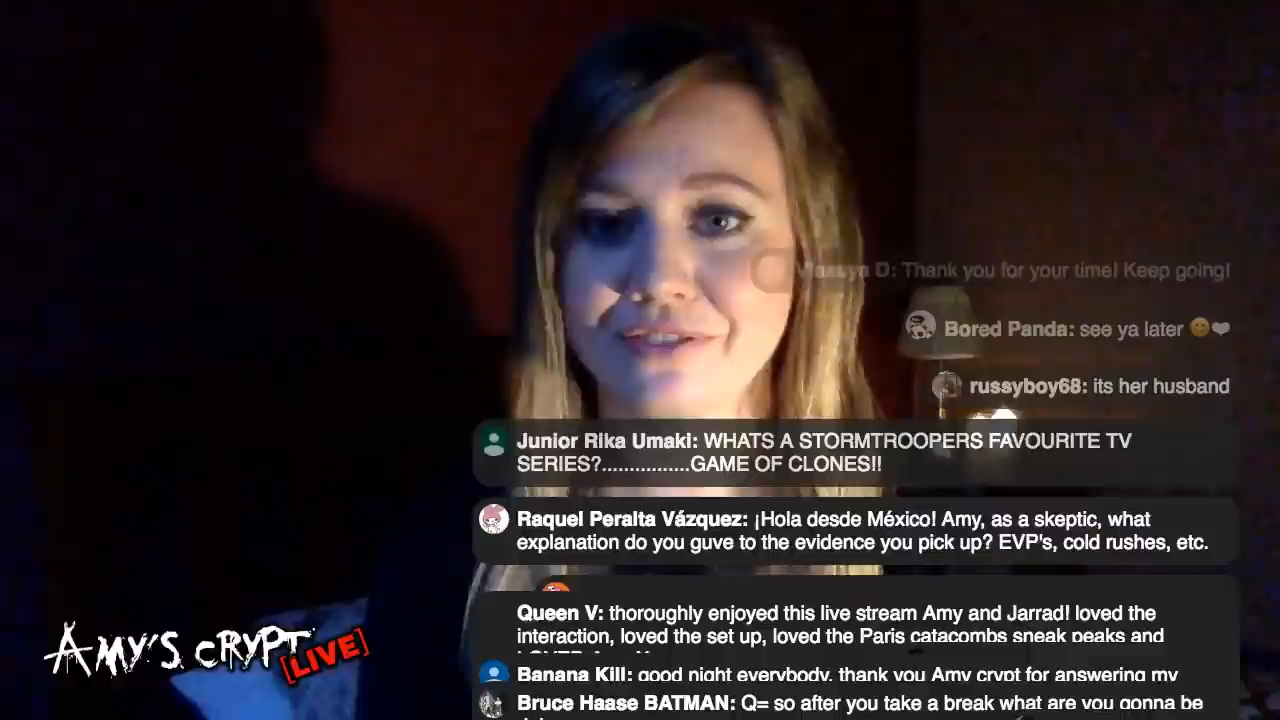 D: Thank you for your time! Keep going!
Bored Panda: see ya later 🙂❤
russyboy68: its her husband
Junior Rika Umaki: WHATS A STORMTROOPERS FAVOURITE TV
SERIES?................GAME OF CLONES!!
Raquel Peralta Vázquez: ¡Hola desde México! Amy, as a skeptic, what
explanation do you guve to the evidence you pick up? EVP's, cold rushes, etc.
Queen V: thoroughly enjoyed this live stream Amy and Jarrad! loved the
interaction, loved the set up, loved the Paris catacombs sneak peaks and
Banana Kill: good night everybody. thank you Amy crypt for answering my
Bruce Haase BATMAN: Q= so after you take a break what are you gonna be
AMY'S CRYPT
[LIVE]